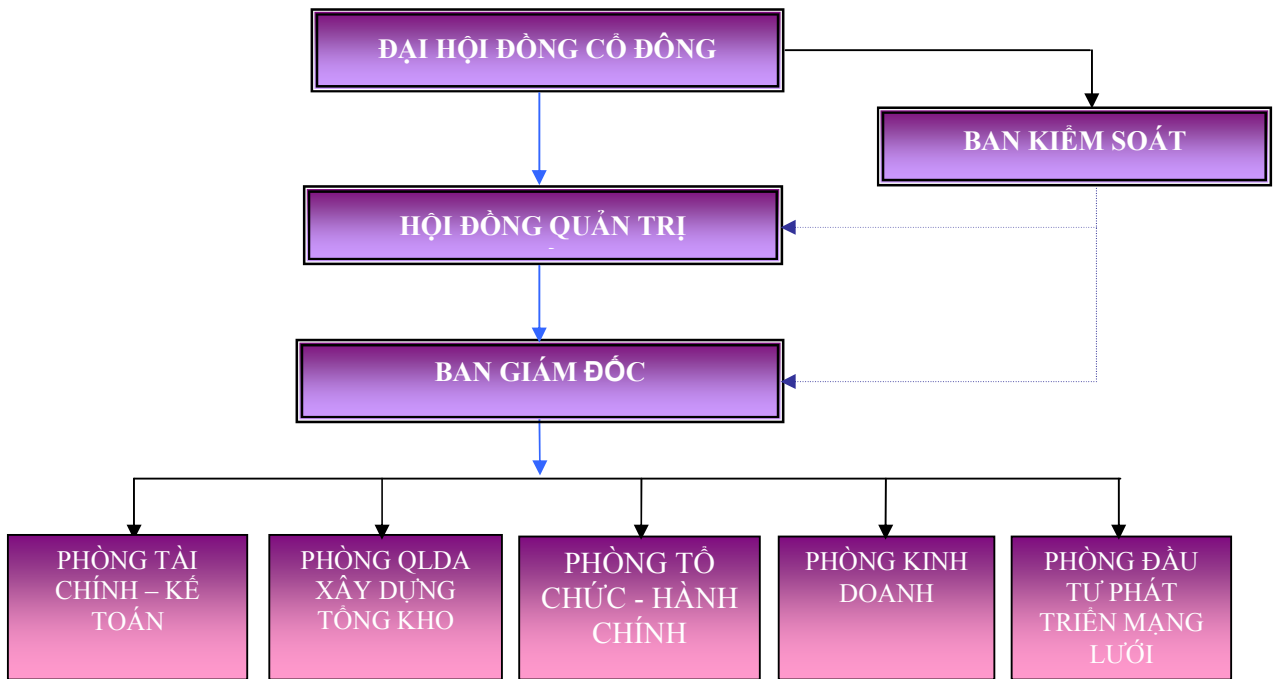 ĐẠI HỘI ĐỒNG CỔ ĐÔNG
BAN KIỂM SOÁT
HỘI ĐỒNG QUẢN TRỊ
BAN GIÁM ĐỐC
PHÒNG TÀI
CHÍNH – KẾ
TOÁN
PHÒNG QLDA
XÂY DỰNG
TỔNG KHO
PHÒNG TỔ
CHỨC - HÀNH
CHÍNH
PHÒNG KINH
DOANH
PHÒNG ĐẦU
TƯ PHÁT
TRIỂN MẠNG
LƯỚI